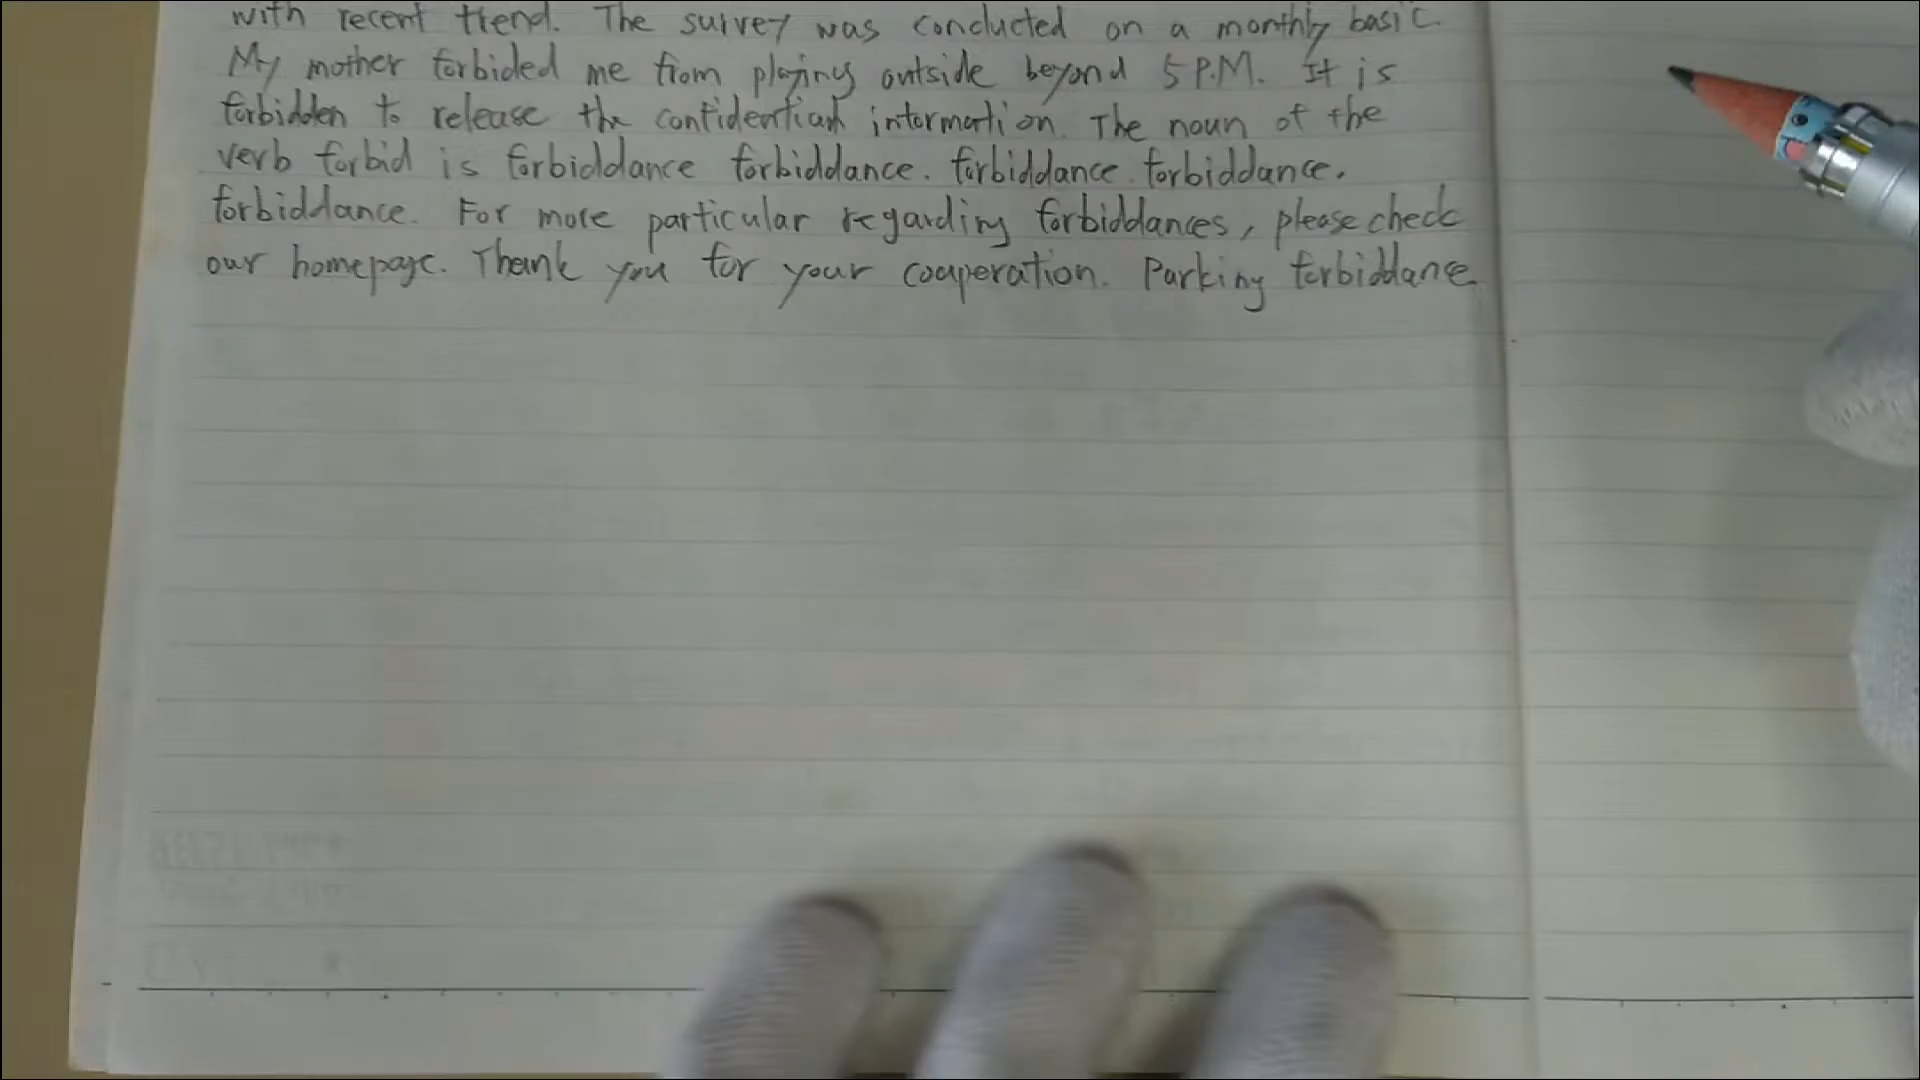 with recent trend. The survey was conducted on a monthly basic.
My mother forbided me from playing outside beyond 5 P.M. It is
forbidden to release the information. The noun of the
verb forbid is forbiddance forbiddance. forbiddance. forbiddance.
forbiddance. For more particular regarding forbiddances, please check
our homepage. Thank you for your couperation. Parking forbiddance